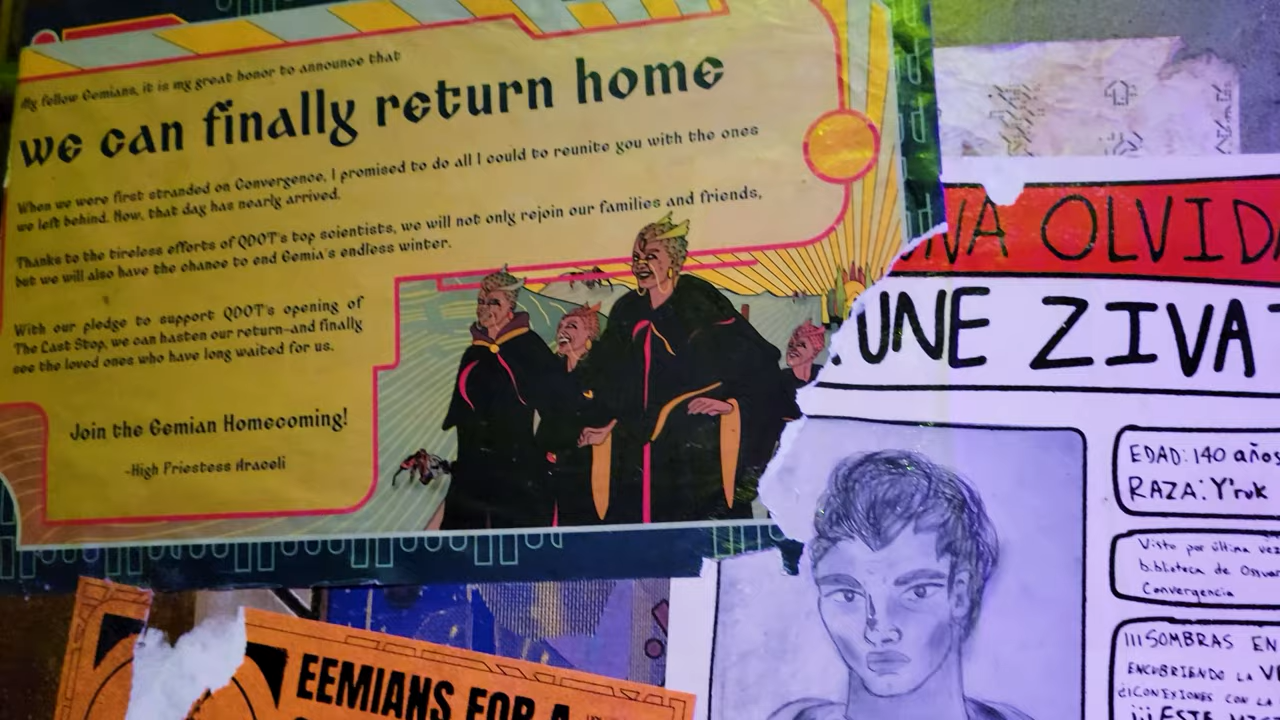 My fellow Eemians, it is my great honor to announce that
we can finally return home
When we were first stranded on Convergence, I promised to do all I could to reunite you with the ones
we left behind. Now, that day has nearly arrived.
Thanks to the tireless efforts of QDOT's top scientists, we will not only rejoin our families and friends,
but we will also have the chance to end Eemia's endless winter.
With our pledge to support QDOT's opening of
The Last Stop, we can hasten our return–and finally
see the loved ones who have long waited for us.
Join the Eemian Homecoming!
-High Priestess Araceli
EEMIANS FOR A
UNA OLVIDA
UNE ZIVA
EDAD: 140 años
RAZA: Y'ruk
Visto por última vez
biblioteca de Ossuar
Convergencia
¡¡¡SOMBRAS EN
ENCUBRIENDO LA
¿¡CONEXIONES CON LA
¡¡¡ESTE